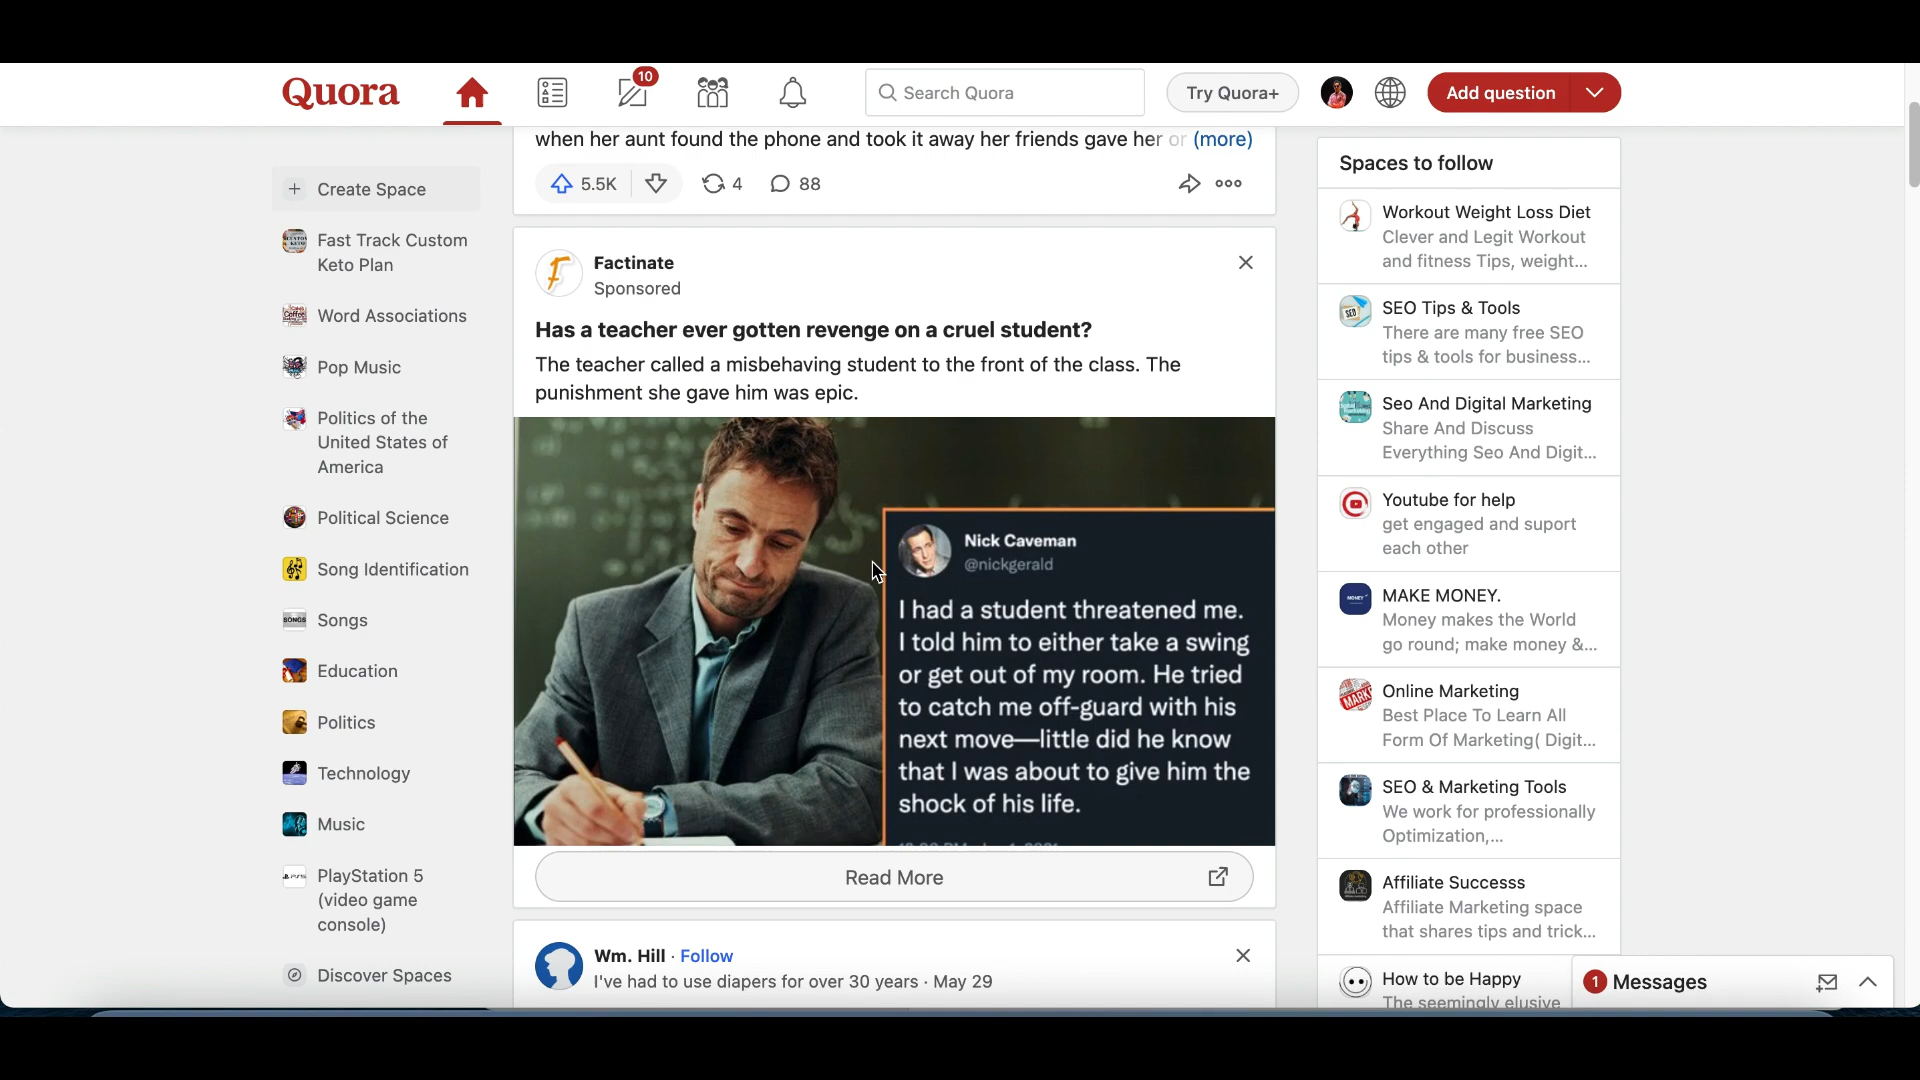 Quora
10
Search Quora
Try Quora+
Add question
when her aunt found the phone and took it away her friends gave her or (more)
5.5K
4
88
Create Space
Fast Track Custom
Keto Plan
Word Associations
Pop Music
Politics of the
United States of
America
Political Science
Song Identification
SONGS
Songs
Education
Politics
Technology
Music
PlayStation 5
(video game
console)
Discover Spaces
Factinate
Sponsored
Has a teacher ever gotten revenge on a cruel student?
The teacher called a misbehaving student to the front of the class. The
punishment she gave him was epic.
Nick Caveman
@nickgerald
I had a student threatened me.
I told him to either take a swing
or get out of my room. He tried
to catch me off-guard with his
next move—little did he know
that I was about to give him the
shock of his life.
Read More
Wm. Hill · Follow
I've had to use diapers for over 30 years · May 29
Spaces to follow
Workout Weight Loss Diet
Clever and Legit Workout
and fitness Tips, weight...
SEO
SEO Tips & Tools
There are many free SEO
tips & tools for business...
Seo And Digital Marketing
Share And Discuss
Everything Seo And Digit...
Youtube for help
get engaged and suport
each other
MONEY
MAKE MONEY.
Money makes the World
go round; make money &...
MARK
Online Marketing
Best Place To Learn All
Form Of Marketing( Digit...
SEO & Marketing Tools
We work for professionally
Optimization,...
Affiliate Successs
Affiliate Marketing space
that shares tips and trick...
How to be Happy
The seemingly elusive
1 Messages